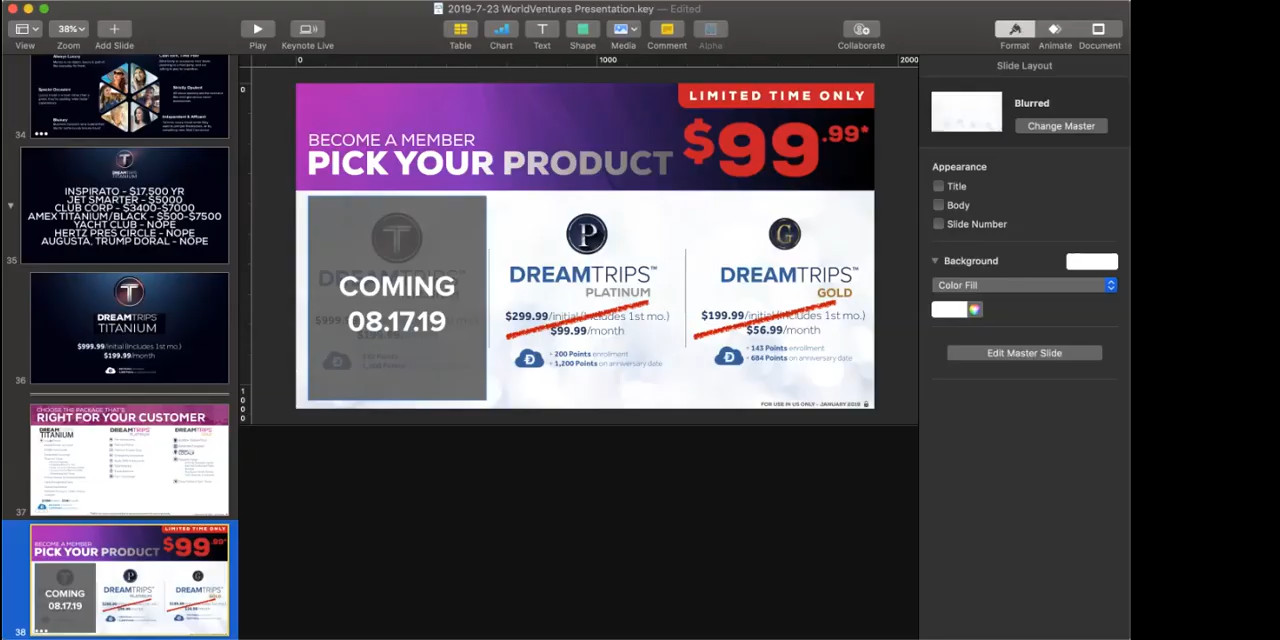 2019-7-23 WorldVentures Presentation.key — Edited
38%
View Zoom Add Slide Play Keynote Live Table Chart Text Shape Media Comment Alpha Collaborate Format Animate Document
0 1000 2000
Slide Layout
Blurred
Change Master
Appearance
Title
Body
Slide Number
Background
Color Fill
Edit Master Slide
LIMITED TIME ONLY
BECOME A MEMBER
PICK YOUR PRODUCT
$99.99*
COMING
08.17.19
P
DREAMTRIPS™
PLATINUM
$299.99/initial (includes 1st mo.)
$99.99/month
• 200 Points enrollment
• 1,200 Points on anniversary date
G
DREAMTRIPS™
GOLD
$199.99/initial (includes 1st mo.)
$56.99/month
• 143 Points enrollment
• 684 Points on anniversary date
FOR USE IN US ONLY - JANUARY 2018
34
DREAMTRIPS
TITANIUM
INSPIRATO - $17,500 YR
JET SMARTER - $5000
CLUB CORP - $3400-$7000
AMEX TITANIUM/BLACK - $500-$7500
YACHT CLUB - NOPE
HERTZ PRES CIRCLE - NOPE
AUGUSTA, TRUMP DORAL - NOPE
35
DREAMTRIPS
TITANIUM
$999.99/initial (includes 1st mo.)
$199.99/month
36
CHOOSE THE PACKAGE THAT'S
RIGHT FOR YOUR CUSTOMER
37
LIMITED TIME ONLY
BECOME A MEMBER
PICK YOUR PRODUCT
$99.99*
COMING
08.17.19
DREAMTRIPS
PLATINUM
DREAMTRIPS
GOLD
38